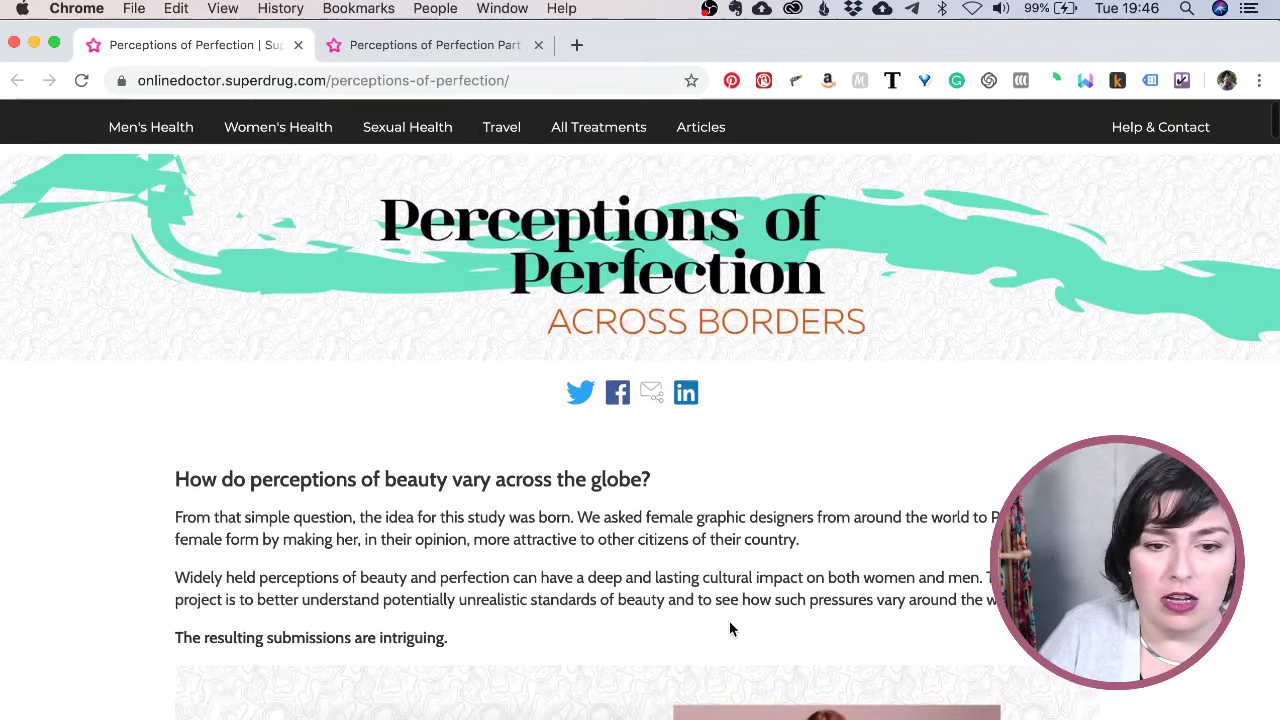 Chrome File Edit View History Bookmarks People Window Help 99% Tue 19:46
Perceptions of Perfection | Sup Perceptions of Perfection Part
onlinedoctor.superdrug.com/perceptions-of-perfection/
Men's Health Women's Health Sexual Health Travel All Treatments Articles Help & Contact
Perceptions of
Perfection
ACROSS BORDERS
How do perceptions of beauty vary across the globe?
From that simple question, the idea for this study was born. We asked female graphic designers from around the world to
female form by making her, in their opinion, more attractive to other citizens of their country.
Widely held perceptions of beauty and perfection can have a deep and lasting cultural impact on both women and men.
project is to better understand potentially unrealistic standards of beauty and to see how such pressures vary around the
The resulting submissions are intriguing.